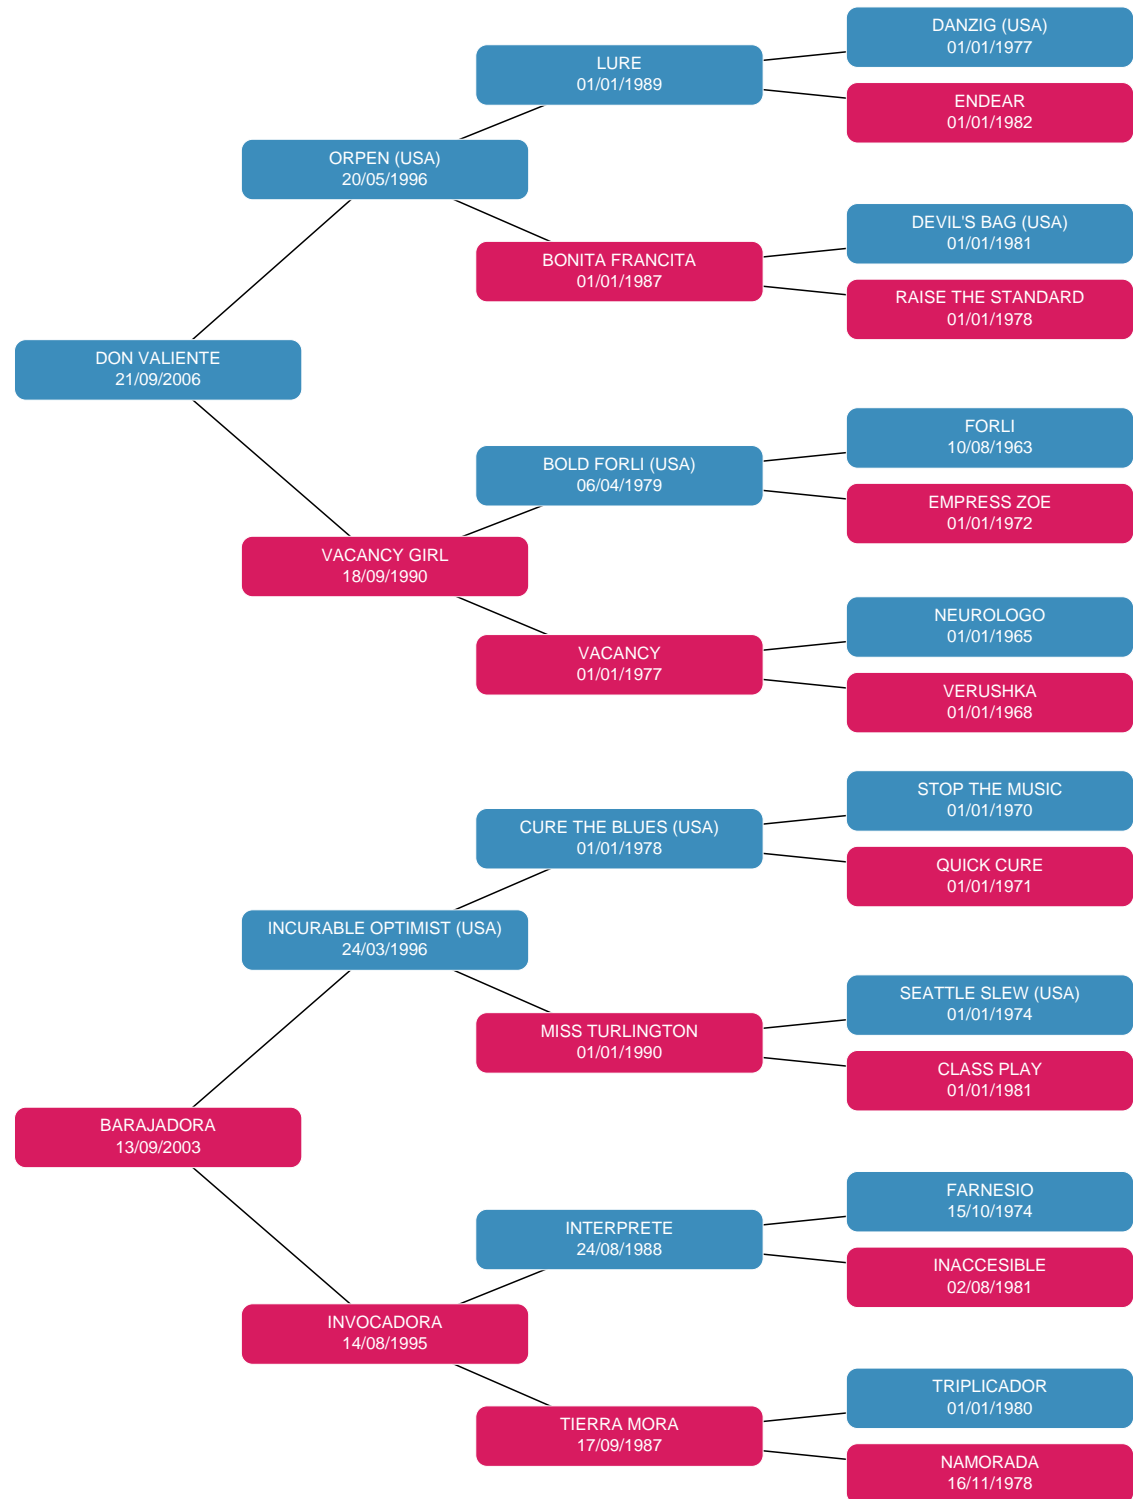 DANZIG (USA)
01/01/1977
LURE
01/01/1989
ENDEAR
01/01/1982
ORPEN (USA)
20/05/1996
DEVIL'S BAG (USA)
01/01/1981
BONITA FRANCITA
01/01/1987
RAISE THE STANDARD
01/01/1978
DON VALIENTE
21/09/2006
FORLI
10/08/1963
BOLD FORLI (USA)
06/04/1979
EMPRESS ZOE
01/01/1972
VACANCY GIRL
18/09/1990
NEUROLOGO
01/01/1965
VACANCY
01/01/1977
VERUSHKA
01/01/1968
STOP THE MUSIC
01/01/1970
CURE THE BLUES (USA)
01/01/1978
QUICK CURE
01/01/1971
INCURABLE OPTIMIST (USA)
24/03/1996
SEATTLE SLEW (USA)
01/01/1974
MISS TURLINGTON
01/01/1990
CLASS PLAY
01/01/1981
BARAJADORA
13/09/2003
FARNESIO
15/10/1974
INTERPRETE
24/08/1988
INACCESIBLE
02/08/1981
INVOCADORA
14/08/1995
TRIPLICADOR
01/01/1980
TIERRA MORA
17/09/1987
NAMORADA
16/11/1978